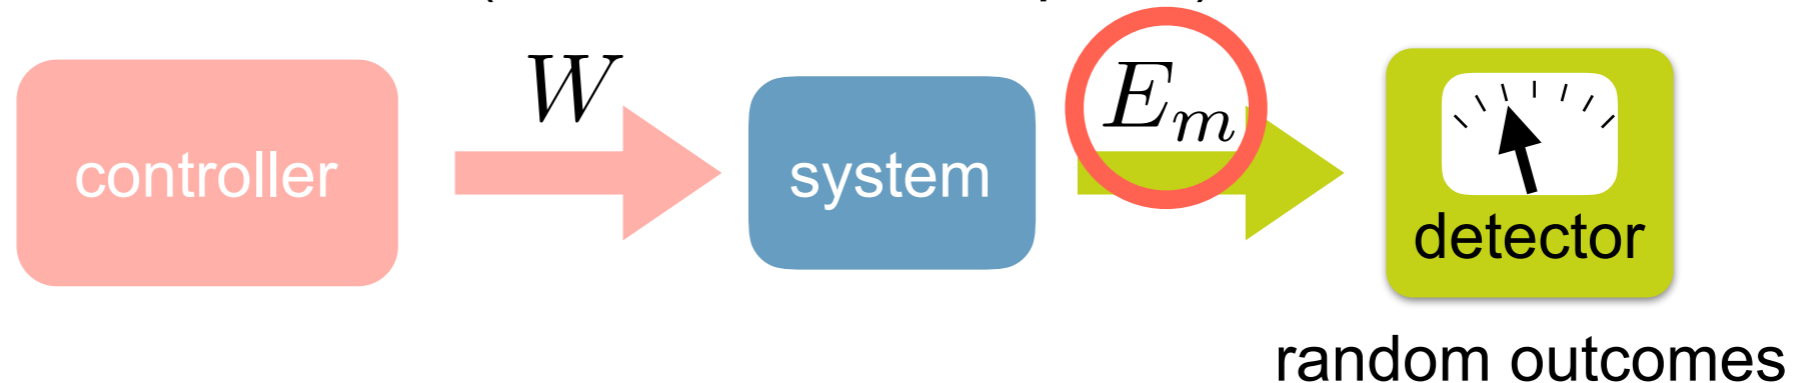 W
E_m
controller
system
detector
random outcomes